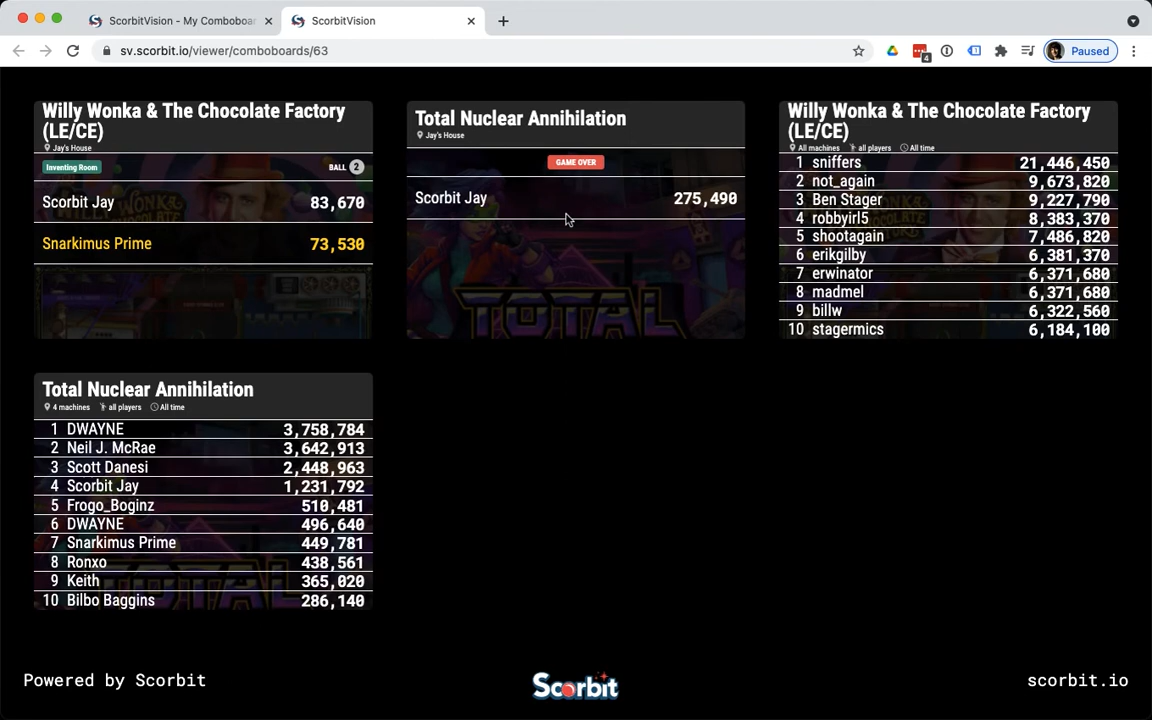 ScorbitVision - My Comboboar
ScorbitVision
sv.scorbit.io/viewer/comboboards/63
4
Paused
Willy Wonka & The Chocolate Factory
(LE/CE)
Jay's House
Inventing Room
BALL 2
Scorbit Jay 83,670
Snarkimus Prime 73,530
Total Nuclear Annihilation
Jay's House
GAME OVER
Scorbit Jay 275,490
TOTAL
Willy Wonka & The Chocolate Factory
(LE/CE)
All machines all players All time
1 sniffers 21,446,450
2 not_again 9,673,820
3 Ben Stager 9,227,790
4 robbyirl5 8,383,370
5 shootagain 7,486,820
6 erikgilby 6,381,370
7 erwinator 6,371,680
8 madmel 6,371,680
9 billw 6,322,560
10 stagermics 6,184,100
Total Nuclear Annihilation
4 machines all players All time
1 DWAYNE 3,758,784
2 Neil J. McRae 3,642,913
3 Scott Danesi 2,448,963
4 Scorbit Jay 1,231,792
5 Frogo_Boginz 510,481
6 DWAYNE 496,640
7 Snarkimus Prime 449,781
8 Ronxo 438,561
9 Keith 365,020
10 Bilbo Baggins 286,140
TOTAL
Powered by Scorbit
Scorbit
scorbit.io